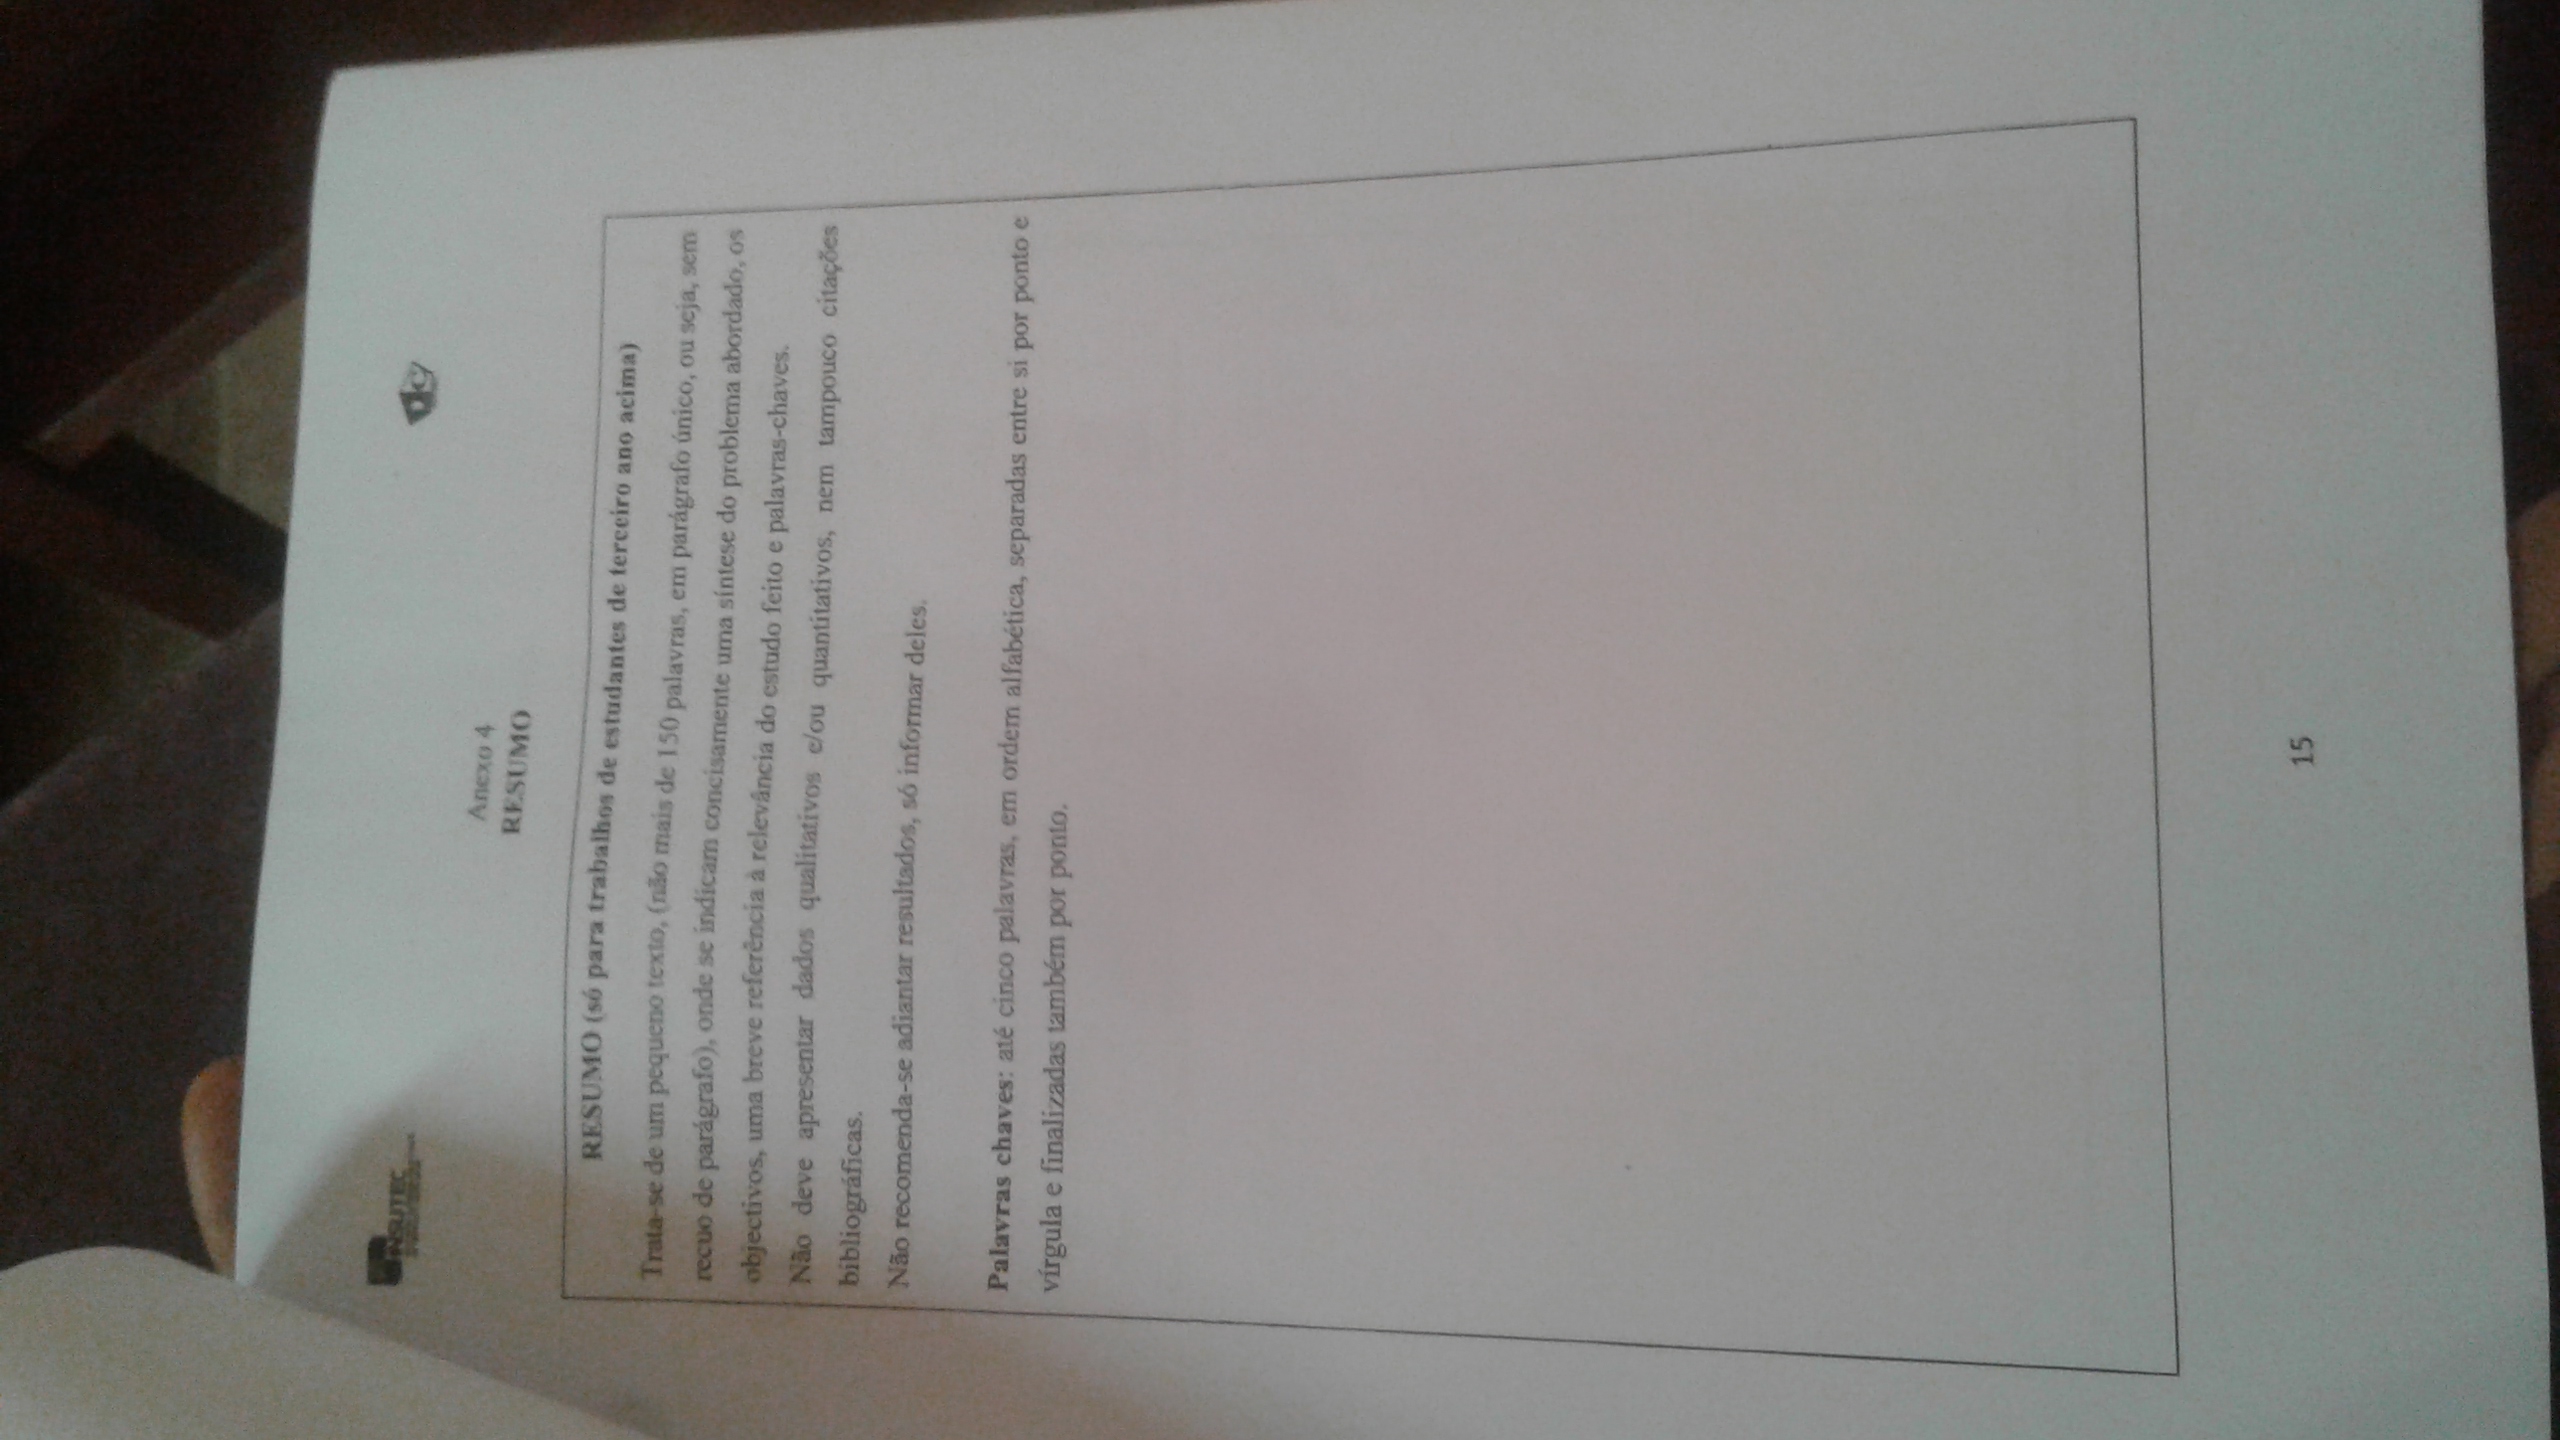 INSUTEC
Anexo 4
RESUMO
RESUMO (só para trabalhos de estudantes de terceiro ano acima)
Trata-se de um pequeno texto, (não mais de 150 palavras, em parágrafo único, ou seja, sem
recuo de parágrafo), onde se indicam concisamente uma síntese do problema abordado, os
objectivos, uma breve referência à relevância do estudo feito e palavras-chaves.
Não deve apresentar dados qualitativos e/ou quantitativos, nem tampouco citações
bibliográficas.
Não recomenda-se adiantar resultados, só informar deles.
Palavras chaves: até cinco palavras, em ordem alfabética, separadas entre si por ponto e
vírgula e finalizadas também por ponto.
15